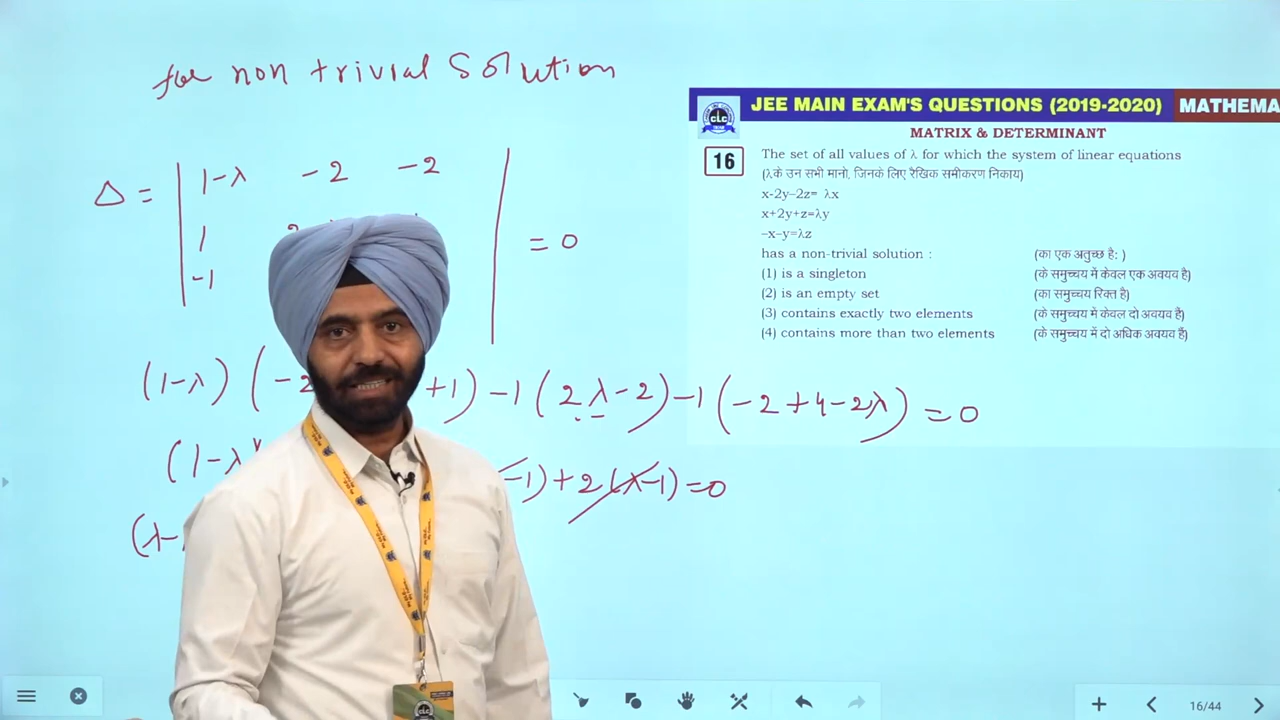 for non trivial Solution
Δ = | 1-λ -2 -2 |
1
-1
= 0
(1-λ) (-2 +1) -1 (2λ-2) -1 (-2+4-2λ) = 0
(1-λ -1) + 2(λ-1) = 0
(λ-
JEE MAIN EXAM'S QUESTIONS (2019-2020) MATHEMA
CLC
MATRIX & DETERMINANT
16
The set of all values of λ for which the system of linear equations
(λके उन सभी मानो, जिनके लिए रैखिक समीकरण निकाय)
x-2y–2z= λx
x+2y+z=λy
–x–y=λz
has a non-trivial solution : (का एक अतुच्छ है: )
(1) is a singleton (के समुच्चय में केवल एक अवयव है)
(2) is an empty set (का समुच्चय रिक्त है)
(3) contains exactly two elements (के समुच्चय में केवल दो अवयव हैं)
(4) contains more than two elements (के समुच्चय में दो अधिक अवयव हैं)
16/44